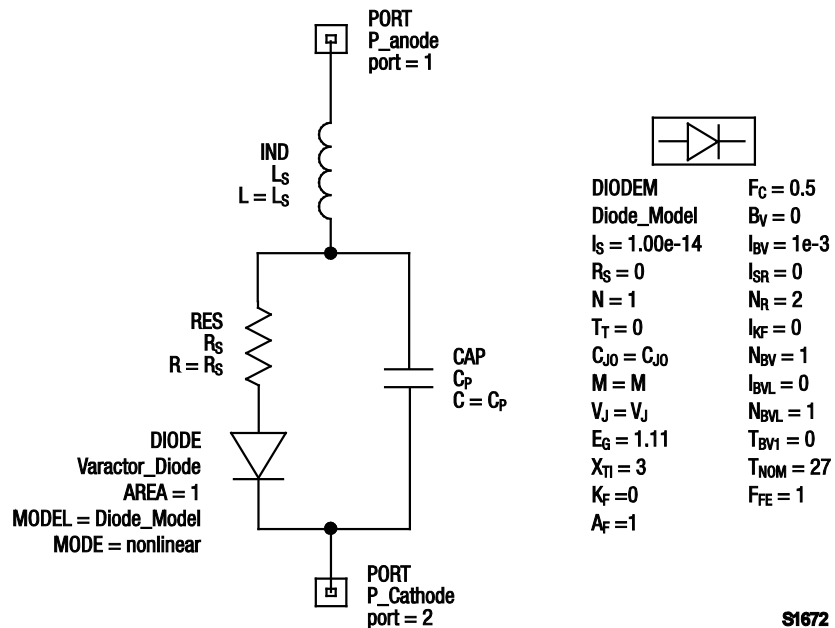 PORT
P_anode
port = 1
IND
LS
L = LS
RES
RS
R = RS
CAP
CP
C = CP
DIODE
Varactor_Diode
AREA = 1
MODEL = Diode_Model
MODE = nonlinear
PORT
P_Cathode
port = 2
DIODEM
Diode_Model
IS = 1.00e-14
RS = 0
N = 1
TT = 0
CJO = CJO
M = M
VJ = VJ
EG = 1.11
XTI = 3
KF =0
AF =1
FC = 0.5
BV = 0
IBV = 1e-3
ISR = 0
NR = 2
IKF = 0
NBV = 1
IBVL = 0
NBVL = 1
TBV1 = 0
TNOM = 27
FFE = 1
S1672